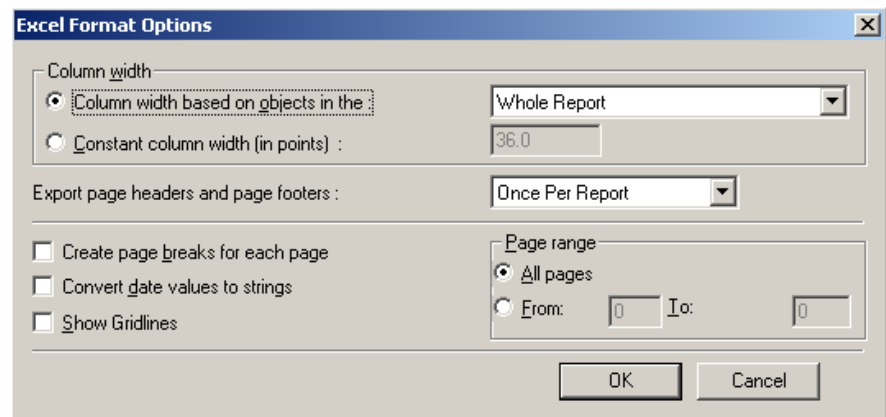 Excel Format Options
Column width
Column width based on objects in the : Whole Report
Constant column width (in points) : 36.0
Export page headers and page footers : Once Per Report
Create page breaks for each page
Convert date values to strings
Show Gridlines
Page range
All pages
From: 0 To: 0
OK Cancel